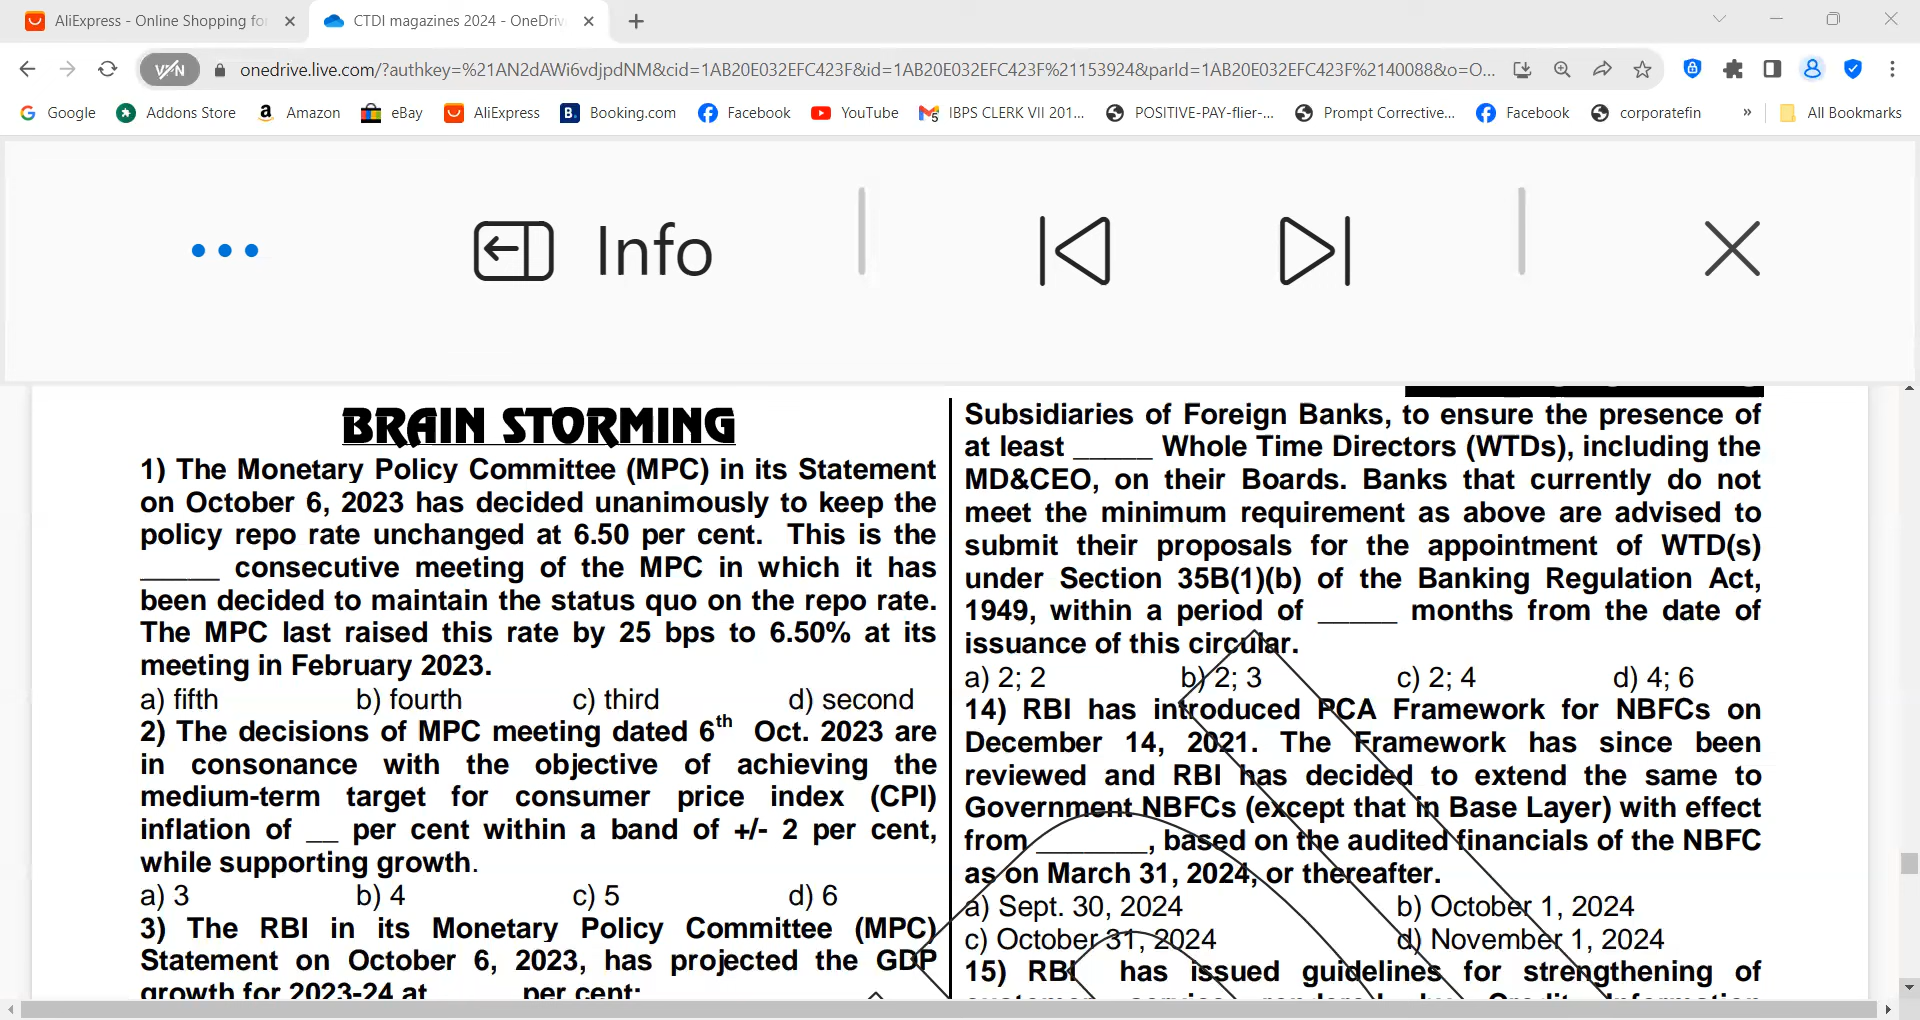 AliExpress - Online Shopping fo
CTDI magazines 2024 - OneDriv
VPN
onedrive.live.com/?authkey=%21AN2dAWi6vdjpdNM&cid=1AB20E032EFC423F&id=1AB20E032EFC423F%21153924&parId=1AB20E032EFC423F%2140088&o=O...
Google
Addons Store
Amazon
eBay
AliExpress
Booking.com
Facebook
YouTube
IBPS CLERK VII 201...
POSITIVE-PAY-flier-...
Prompt Corrective...
Facebook
corporatefin
»
All Bookmarks
Info
BRAIN STORMING
1) The Monetary Policy Committee (MPC) in its Statement
on October 6, 2023 has decided unanimously to keep the
policy repo rate unchanged at 6.50 per cent. This is the
_____ consecutive meeting of the MPC in which it has
been decided to maintain the status quo on the repo rate.
The MPC last raised this rate by 25 bps to 6.50% at its
meeting in February 2023.
a) fifth b) fourth c) third d) second
2) The decisions of MPC meeting dated 6th Oct. 2023 are
in consonance with the objective of achieving the
medium-term target for consumer price index (CPI)
inflation of __ per cent within a band of +/- 2 per cent,
while supporting growth.
a) 3 b) 4 c) 5 d) 6
3) The RBI in its Monetary Policy Committee (MPC)
Statement on October 6, 2023, has projected the GDP
growth for 2023-24 at ______ per cent:
Subsidiaries of Foreign Banks, to ensure the presence of
at least _____ Whole Time Directors (WTDs), including the
MD&CEO, on their Boards. Banks that currently do not
meet the minimum requirement as above are advised to
submit their proposals for the appointment of WTD(s)
under Section 35B(1)(b) of the Banking Regulation Act,
1949, within a period of _____ months from the date of
issuance of this circular.
a) 2; 2 b) 2; 3 c) 2; 4 d) 4; 6
14) RBI has introduced PCA Framework for NBFCs on
December 14, 2021. The Framework has since been
reviewed and RBI has decided to extend the same to
Government NBFCs (except that in Base Layer) with effect
from _______, based on the audited financials of the NBFC
as on March 31, 2024, or thereafter.
a) Sept. 30, 2024 b) October 1, 2024
c) October 31, 2024 d) November 1, 2024
15) RBI has issued guidelines for strengthening of
customer service rendered by Credit Information